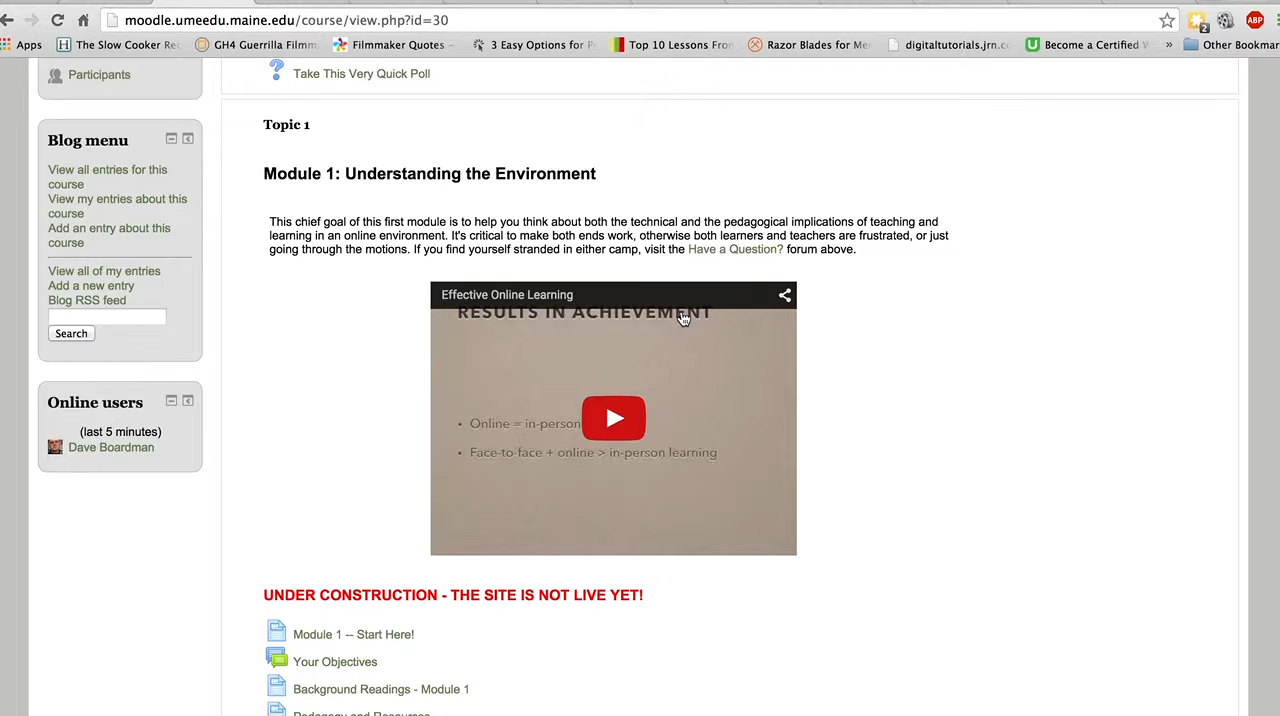 moodle.umeedu.maine.edu/course/view.php?id=30
ABP
2
Apps
The Slow Cooker Re
GH4 Guerrilla Filmm
Filmmaker Quotes -
3 Easy Options for P
Top 10 Lessons Fron
Razor Blades for Me
digitaltutorials.jrn.co
Become a Certified
»
Other Bookmar
Participants
Take This Very Quick Poll
Blog menu
View all entries for this
course
View my entries about this
course
Add an entry about this
course
View all of my entries
Add a new entry
Blog RSS feed
Search
Online users
(last 5 minutes)
Dave Boardman
Topic 1
Module 1: Understanding the Environment
This chief goal of this first module is to help you think about both the technical and the pedagogical implications of teaching and
learning in an online environment. It's critical to make both ends work, otherwise both learners and teachers are frustrated, or just
going through the motions. If you find yourself stranded in either camp, visit the Have a Question? forum above.
Effective Online Learning
RESULTS IN ACHIEVEMENT
• Online = in-person
• Face-to-face + online > in-person learning
UNDER CONSTRUCTION - THE SITE IS NOT LIVE YET!
Module 1 -- Start Here!
Your Objectives
Background Readings - Module 1
Pedagogy and Resources